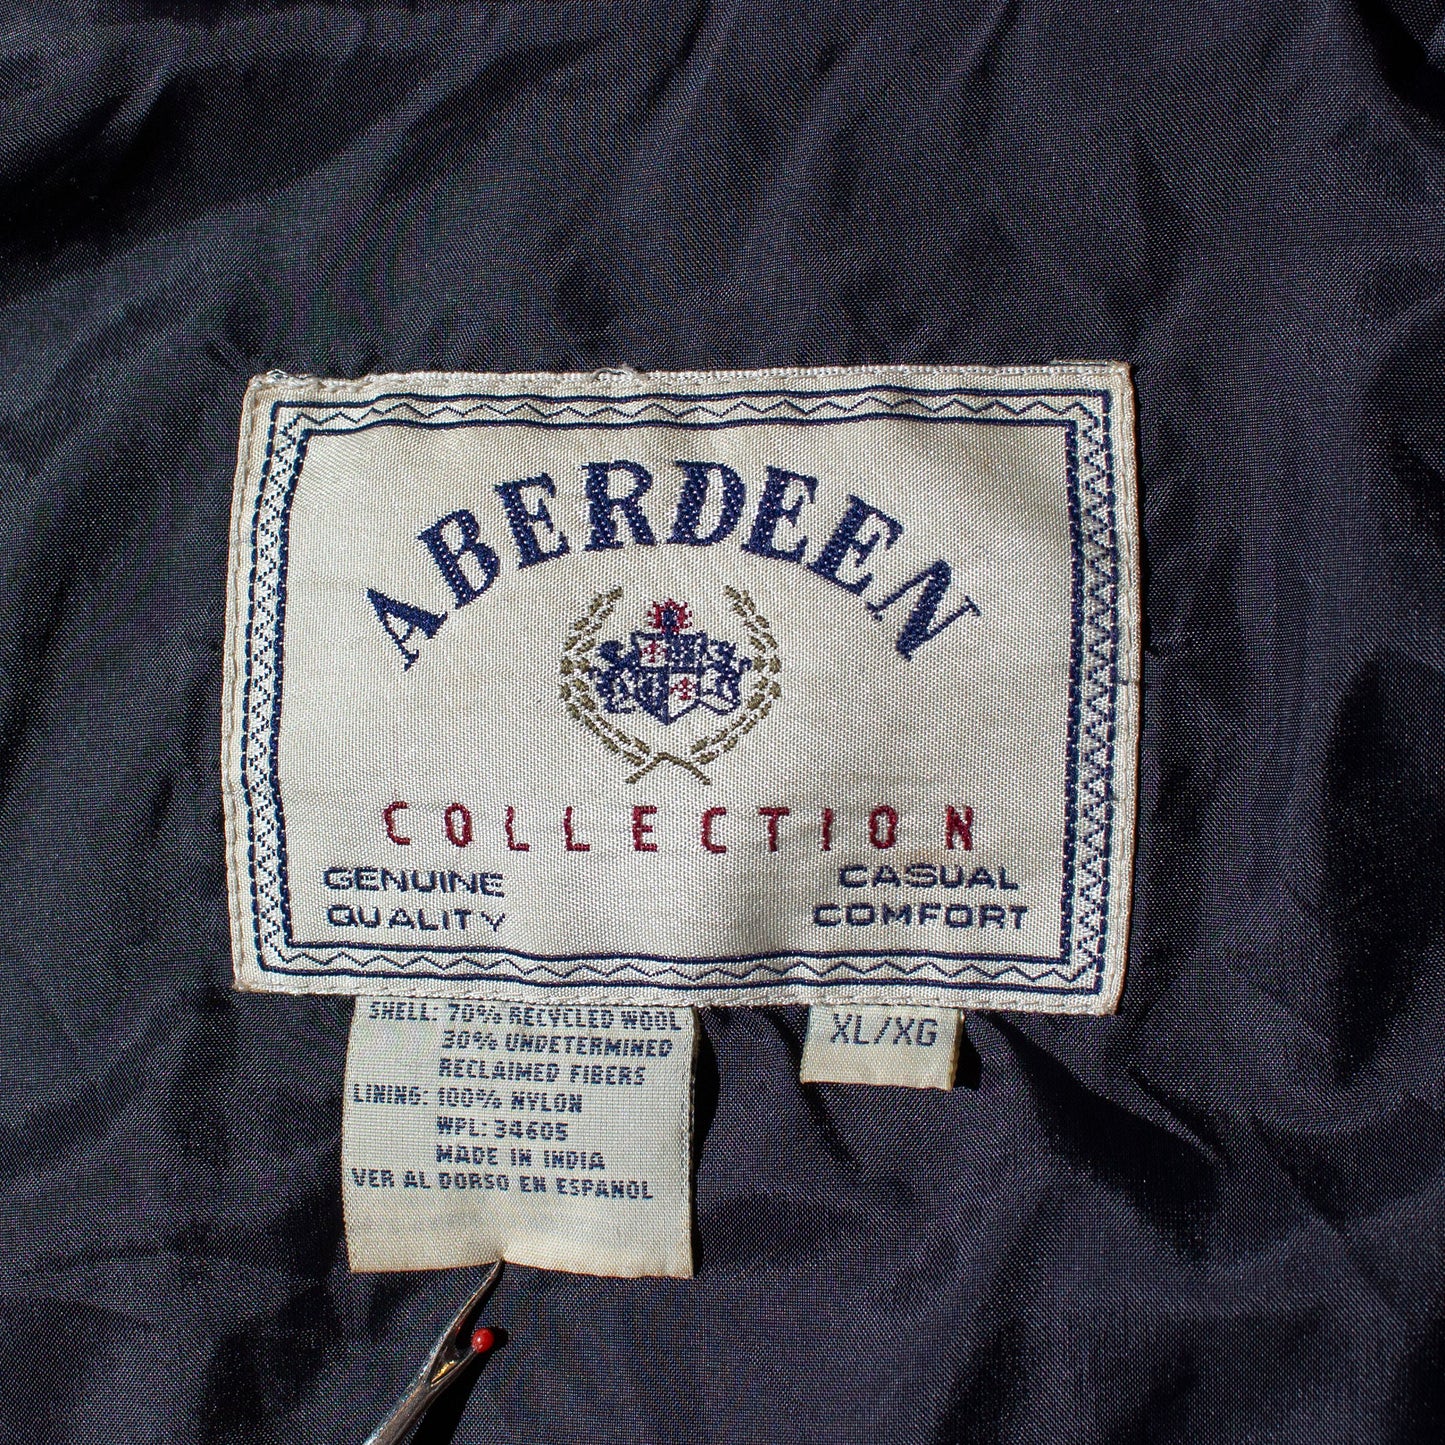 ABERDEEN
COLLECTION
GENUINE
QUALITY
CASUAL
COMFORT
SHELL: 70% RECYCLED WOOL
30% UNDETERMINED
RECLAIMED FIBERS
LINING: 100% NYLON
WPL: 34605
MADE IN INDIA
VER AL DORSO EN ESPANOL
XL/XG